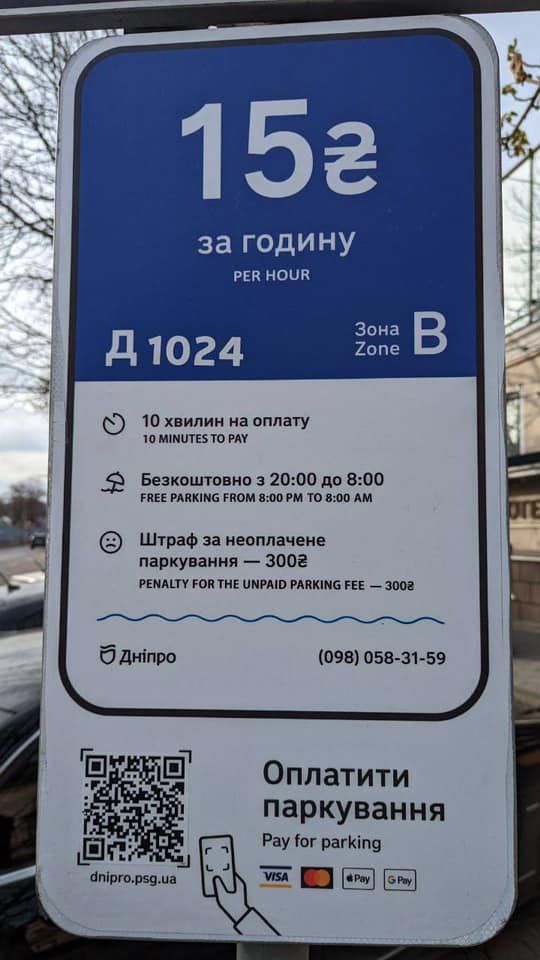 15₴
за годину
PER HOUR
Д 1024
Зона
Zone
B
10 хвилин на оплату
10 MINUTES TO PAY
Безкоштовно з 20:00 до 8:00
FREE PARKING FROM 8:00 PM TO 8:00 AM
Штраф за неоплачене
паркування — 300₴
PENALTY FOR THE UNPAID PARKING FEE — 300₴
Дніпро
(098) 058-31-59
dnipro.psg.ua
Оплатити
паркування
Pay for parking
VISA
mastercard
Pay
G Pay